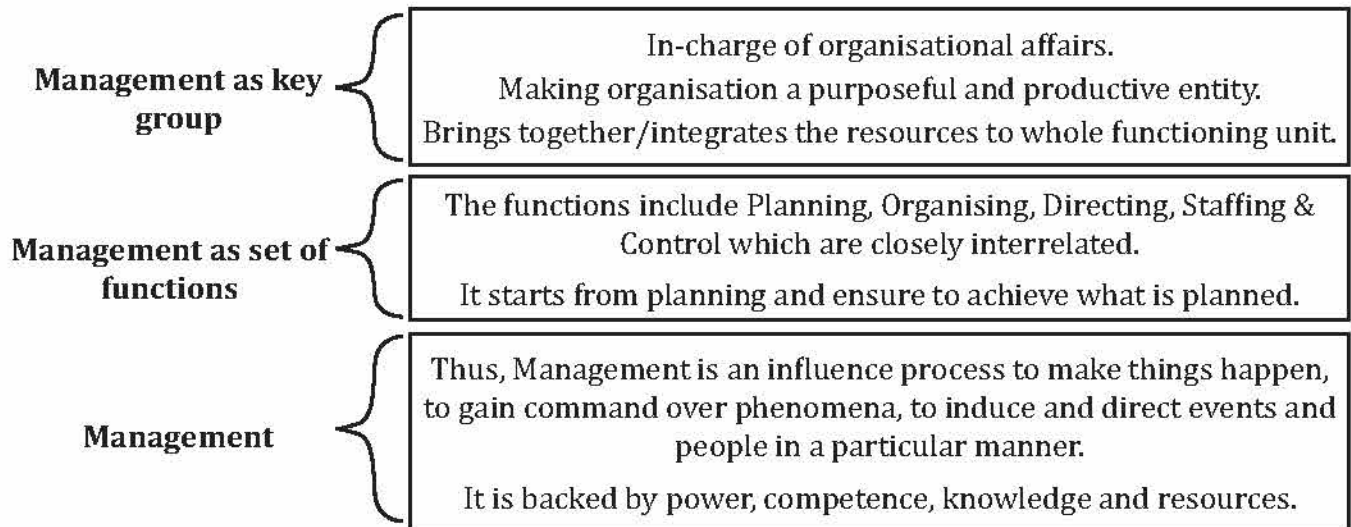 Management as key
group
In-charge of organisational affairs.
Making organisation a purposeful and productive entity.
Brings together/integrates the resources to whole functioning unit.
Management as set of
functions
The functions include Planning, Organising, Directing, Staffing &
Control which are closely interrelated.
It starts from planning and ensure to achieve what is planned.
Management
Thus, Management is an influence process to make things happen,
to gain command over phenomena, to induce and direct events and
people in a particular manner.
It is backed by power, competence, knowledge and resources.